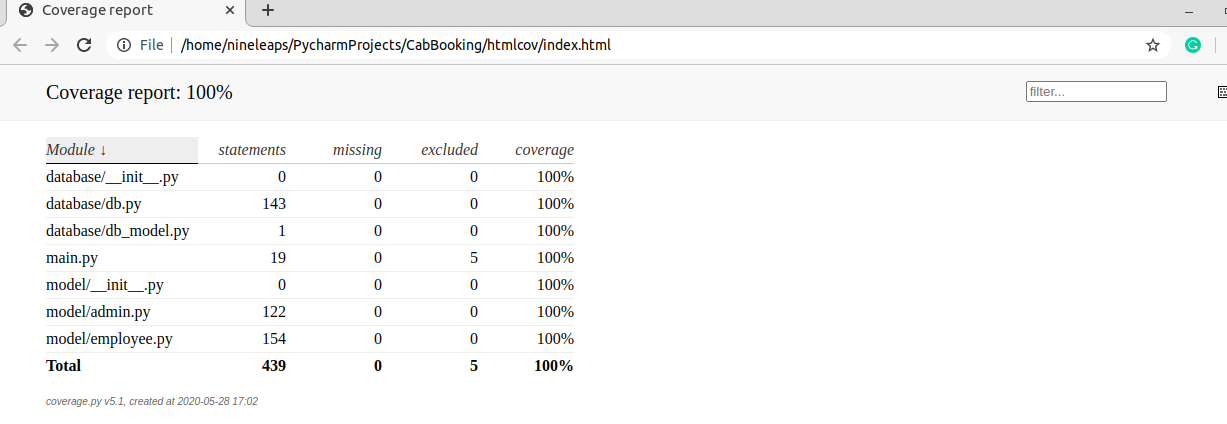 Coverage report
File /home/nineleaps/PycharmProjects/CabBooking/htmlcov/index.html
Coverage report: 100% filter...
Module ↓ statements missing excluded coverage
database/__init__.py 0 0 0 100%
database/db.py 143 0 0 100%
database/db_model.py 1 0 0 100%
main.py 19 0 5 100%
model/__init__.py 0 0 0 100%
model/admin.py 122 0 0 100%
model/employee.py 154 0 0 100%
Total 439 0 5 100%
coverage.py v5.1, created at 2020-05-28 17:02